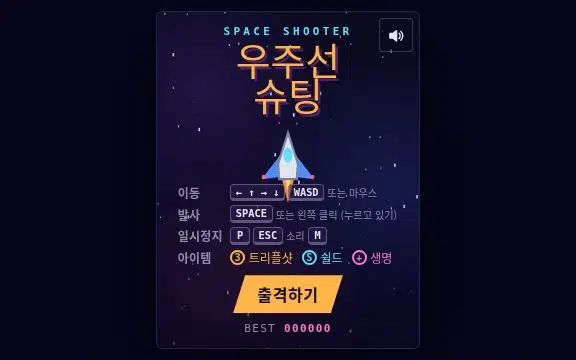 SPACE SHOOTER
우주선
슈팅
이동 ← ↑ → ↓ WASD 또는 마우스
발사 SPACE 또는 왼쪽 클릭 (누르고 있기)
일시정지 P ESC 소리 M
아이템 3 트리플샷 S 쉴드 + 생명
출격하기
BEST 000000